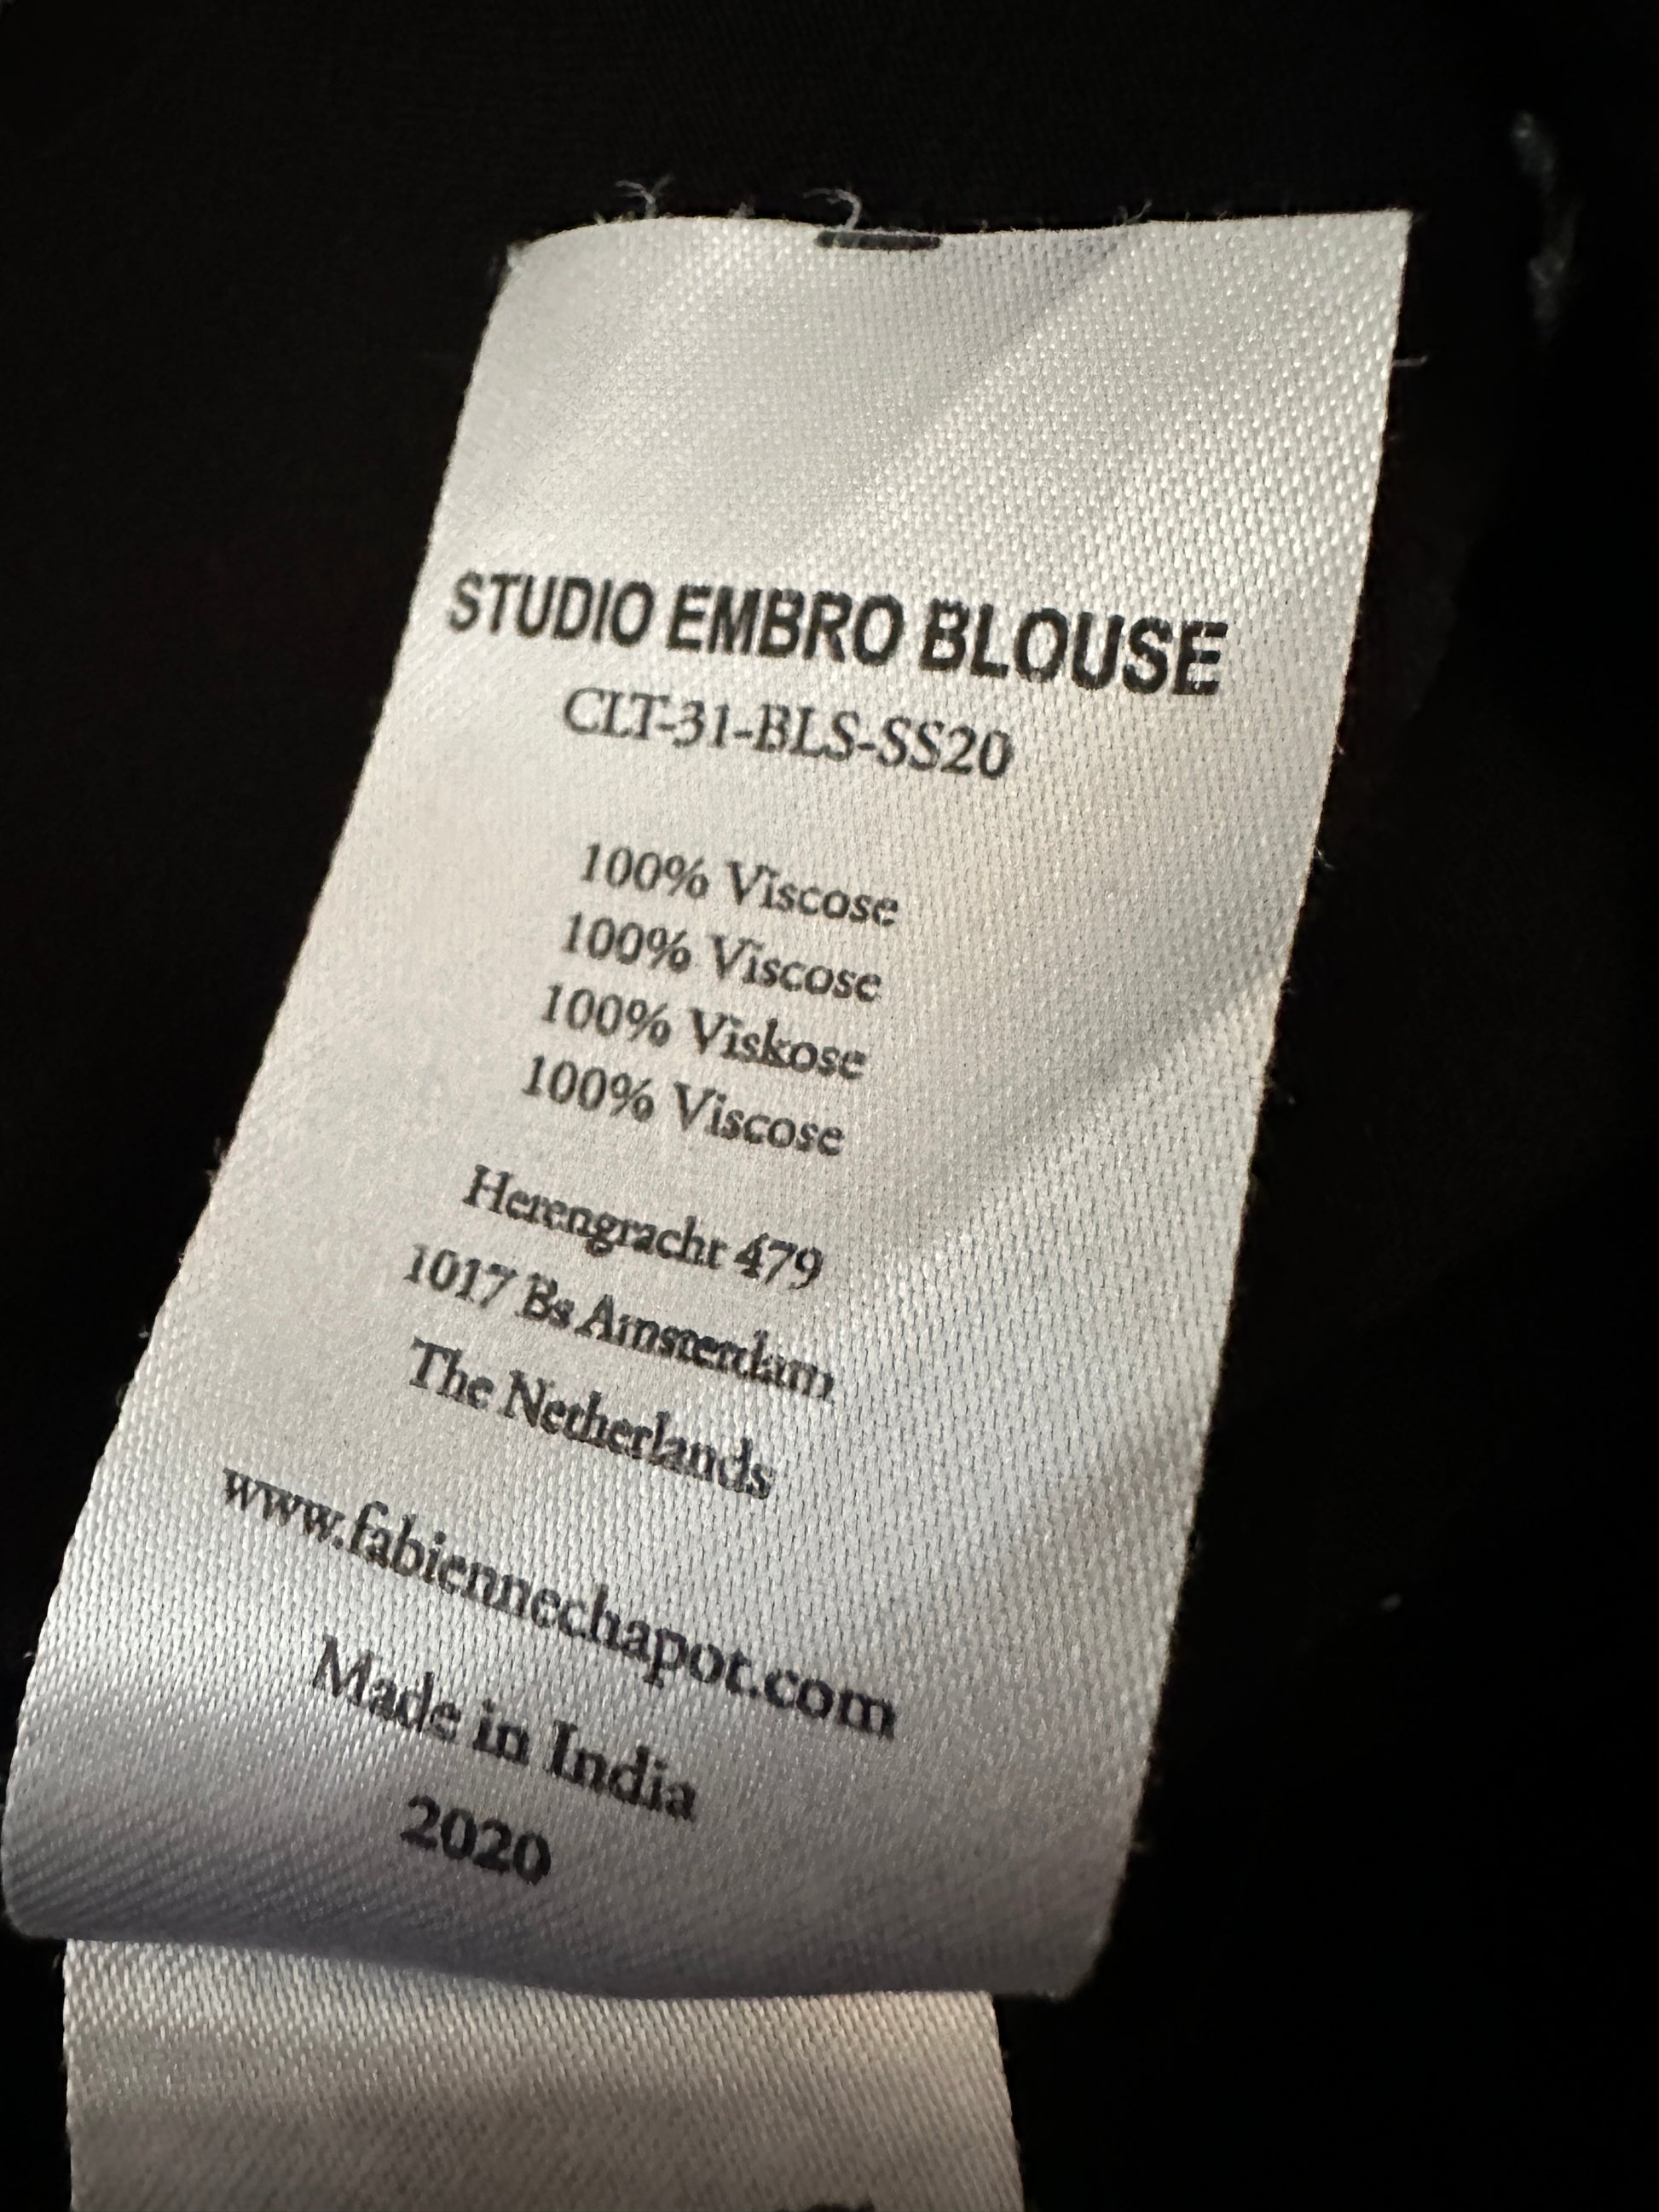 STUDIO EMBRO BLOUSE
CLT-31-BLS-SS20
100% Viscose
100% Viscose
100% Viskose
100% Viscose
Herengracht 479
1017 Bs Amsterdam
The Netherlands
www.fabiennechapot.com
Made in India
2020